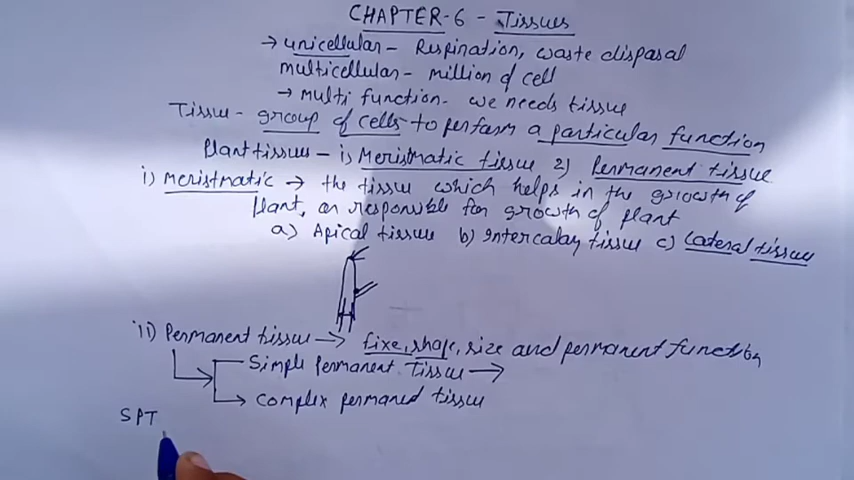 CHAPTER-6 - Tissues
→ unicellular - Respiration, waste disposal
multicellular - million of cell
→ multi function - we needs tissue
Tissue - group of cells to perform a particular function
Plant tissues - i) Meristmatic tissue 2) Permanent tissue
i) Meristmatic → the tissue which helps in the growth of
plant, or responsible for growth of plant
a) Apical tissue b) Intercalay tissue c) Lateral tissue
ii) Permanent tissue → fixe, shape, size and permanent function
Simple permanent tissue →
→ Complex permaned tissue
SPT